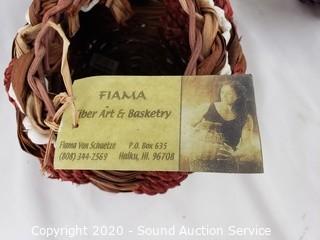 FIAMA
Fiber Art & Basketry
Fiama Von Schuetze P.O. Box 635
(808) 344-2569 Haiku, HI. 96708
Copyright 2020 - Sound Auction Service